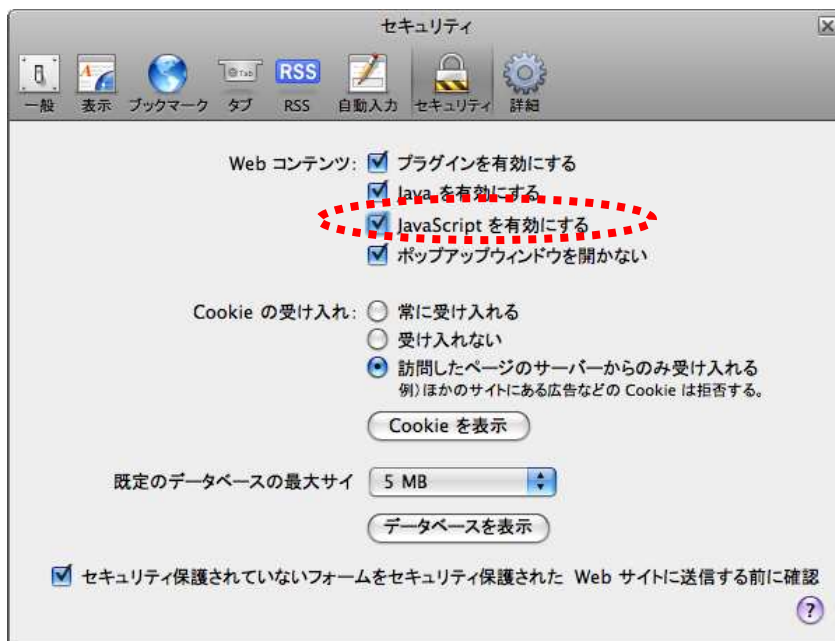 セキュリティ
一般 表示 ブックマーク タブ RSS 自動入力 セキュリティ 詳細
Web コンテンツ: プラグインを有効にする
Java を有効にする
JavaScript を有効にする
ポップアップウィンドウを開かない
Cookie の受け入れ: 常に受け入れる
受け入れない
訪問したページのサーバーからのみ受け入れる
例)ほかのサイトにある広告などの Cookie は拒否する。
Cookie を表示
既定のデータベースの最大サイ 5 MB
データベースを表示
セキュリティ保護されていないフォームをセキュリティ保護された Web サイトに送信する前に確認
?